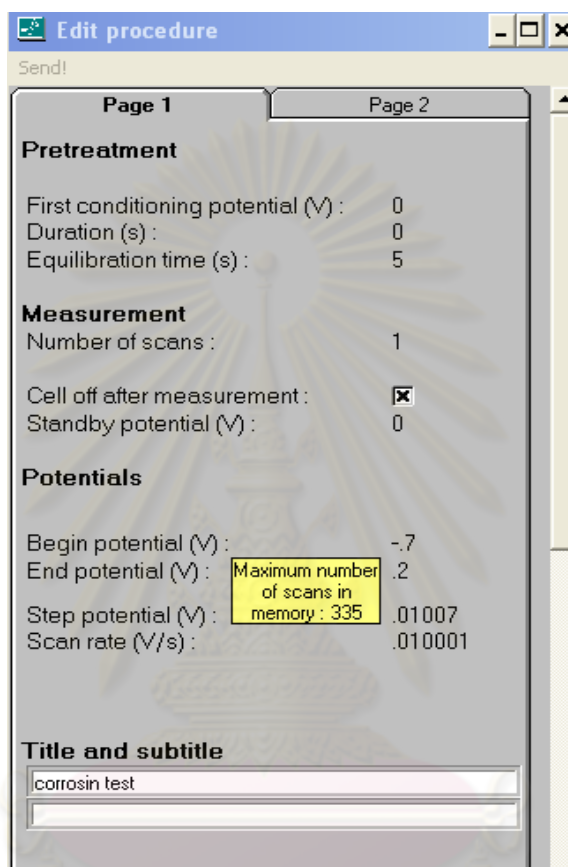 Edit procedure
Send!
Page 1 Page 2
Pretreatment
First conditioning potential (V) : 0
Duration (s) : 0
Equilibration time (s) : 5
Measurement
Number of scans : 1
Cell off after measurement :
Standby potential (V) : 0
Potentials
Begin potential (V) : -.7
End potential (V) : .2
Maximum number
of scans in
memory : 335
Step potential (V) : .01007
Scan rate (V/s) : .010001
Title and subtitle
corrosin test